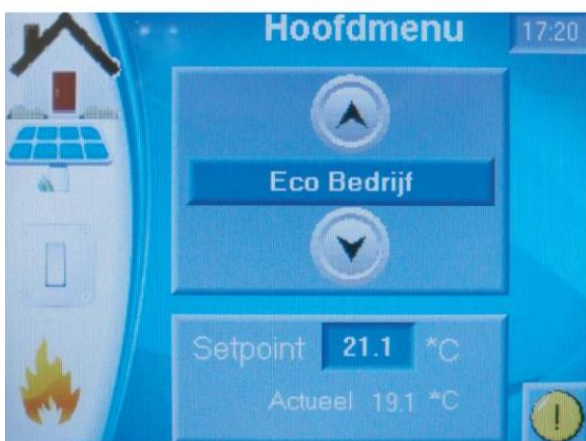 Hoofdmenu 17:20
Eco Bedrijf
Setpoint 21.1 *C
Actueel 19.1 *C
!